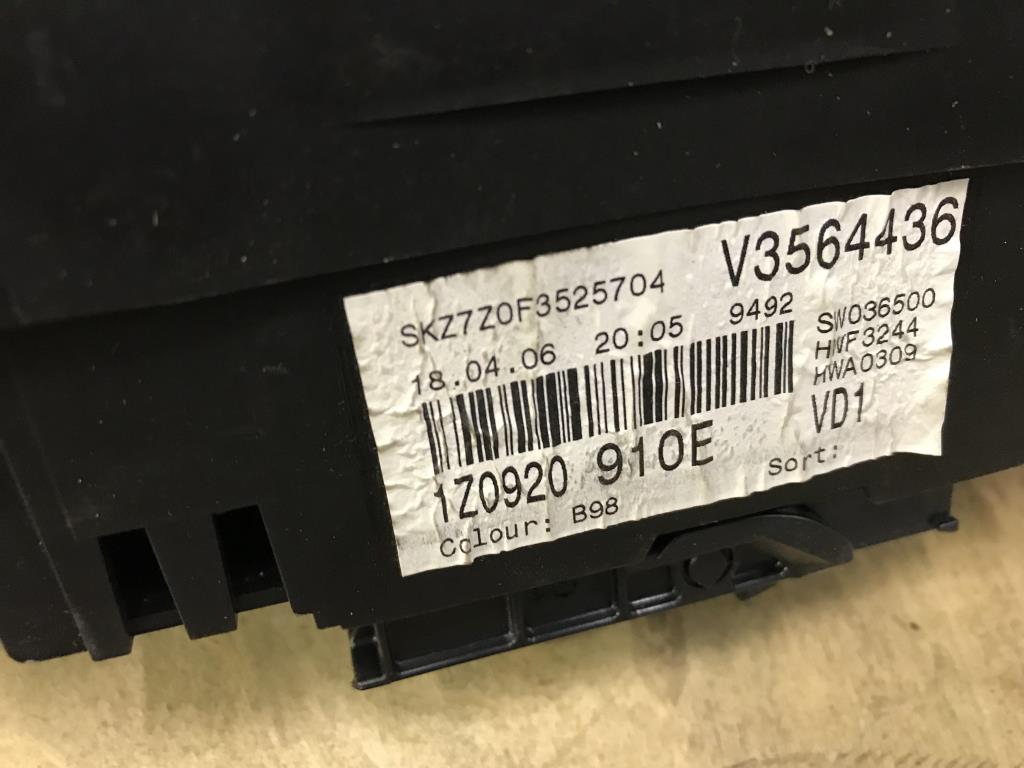 SKZ7Z0F3525704 V3564436
18.04.06 20:05 9492 SW036500
HWF3244
HWA0309
VD1
1Z0920 910E
Colour: B98 Sort: